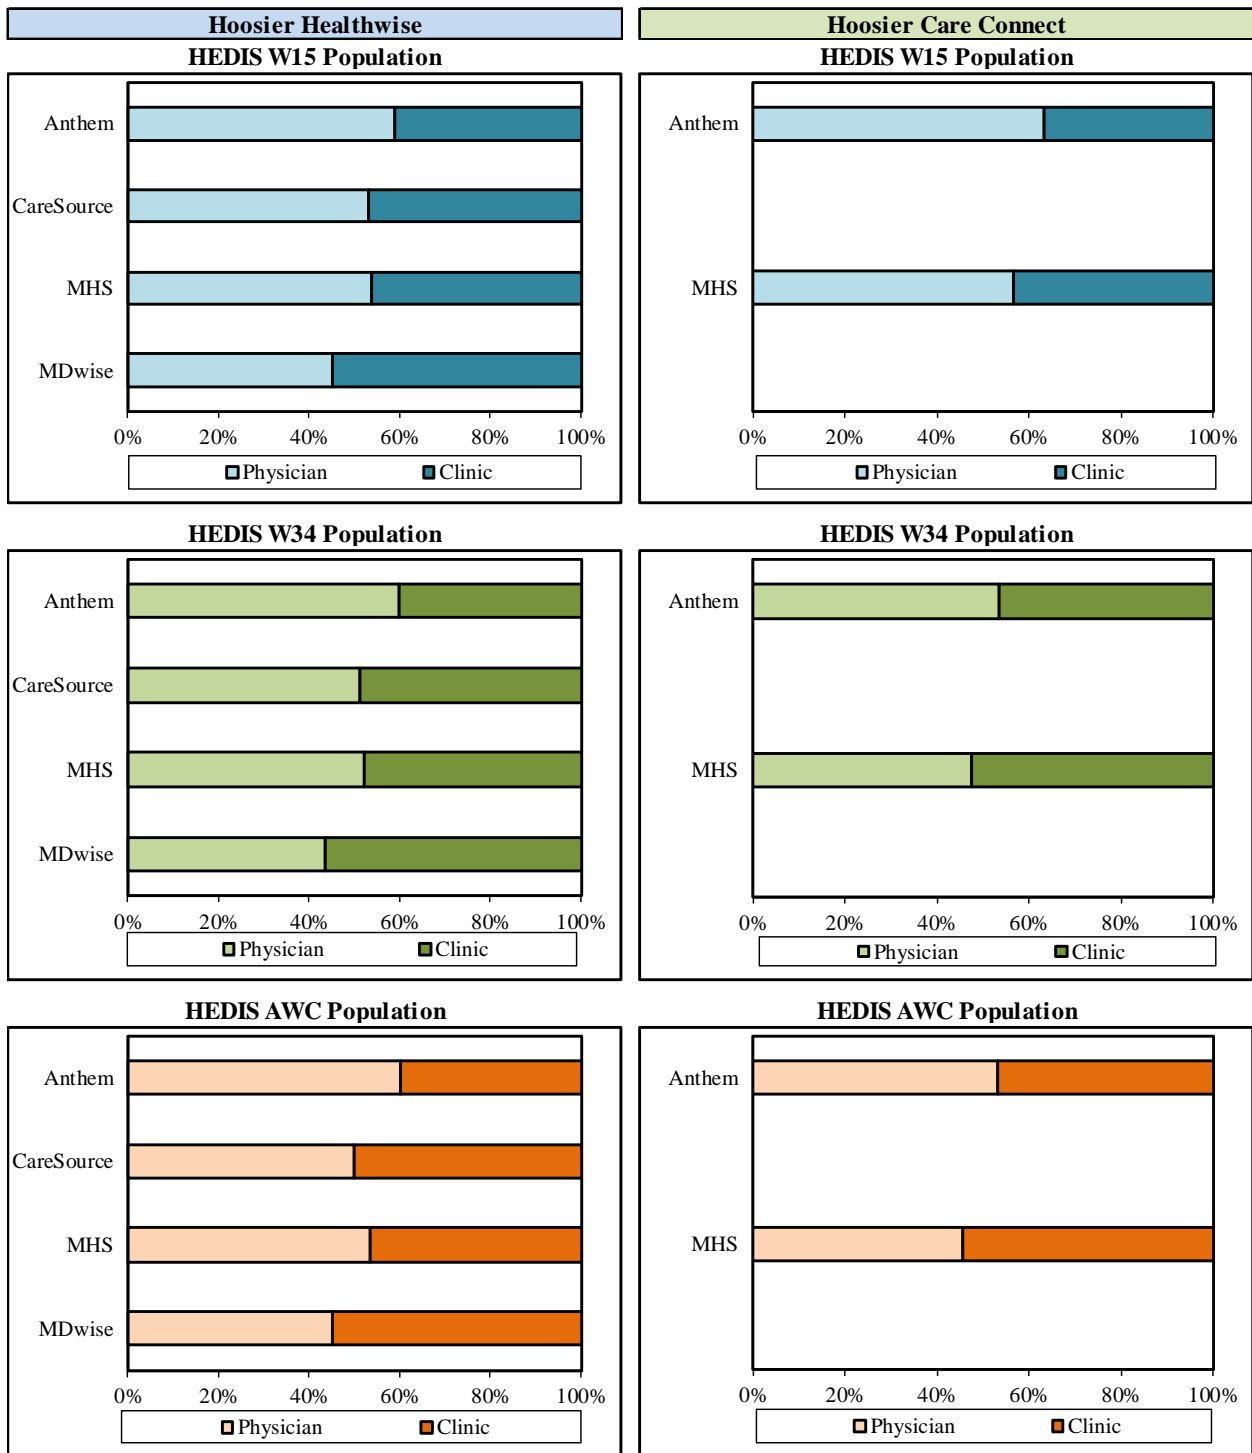 Hoosier Healthwise
Hoosier Care Connect
HEDIS W15 Population
HEDIS W15 Population
Anthem
CareSource
MHS
MDwise
0% 20% 40% 60% 80% 100%
Physician Clinic
Anthem
MHS
0% 20% 40% 60% 80% 100%
Physician Clinic
HEDIS W34 Population
HEDIS W34 Population
Anthem
CareSource
MHS
MDwise
0% 20% 40% 60% 80% 100%
Physician Clinic
Anthem
MHS
0% 20% 40% 60% 80% 100%
Physician Clinic
HEDIS AWC Population
HEDIS AWC Population
Anthem
CareSource
MHS
MDwise
0% 20% 40% 60% 80% 100%
Physician Clinic
Anthem
MHS
0% 20% 40% 60% 80% 100%
Physician Clinic